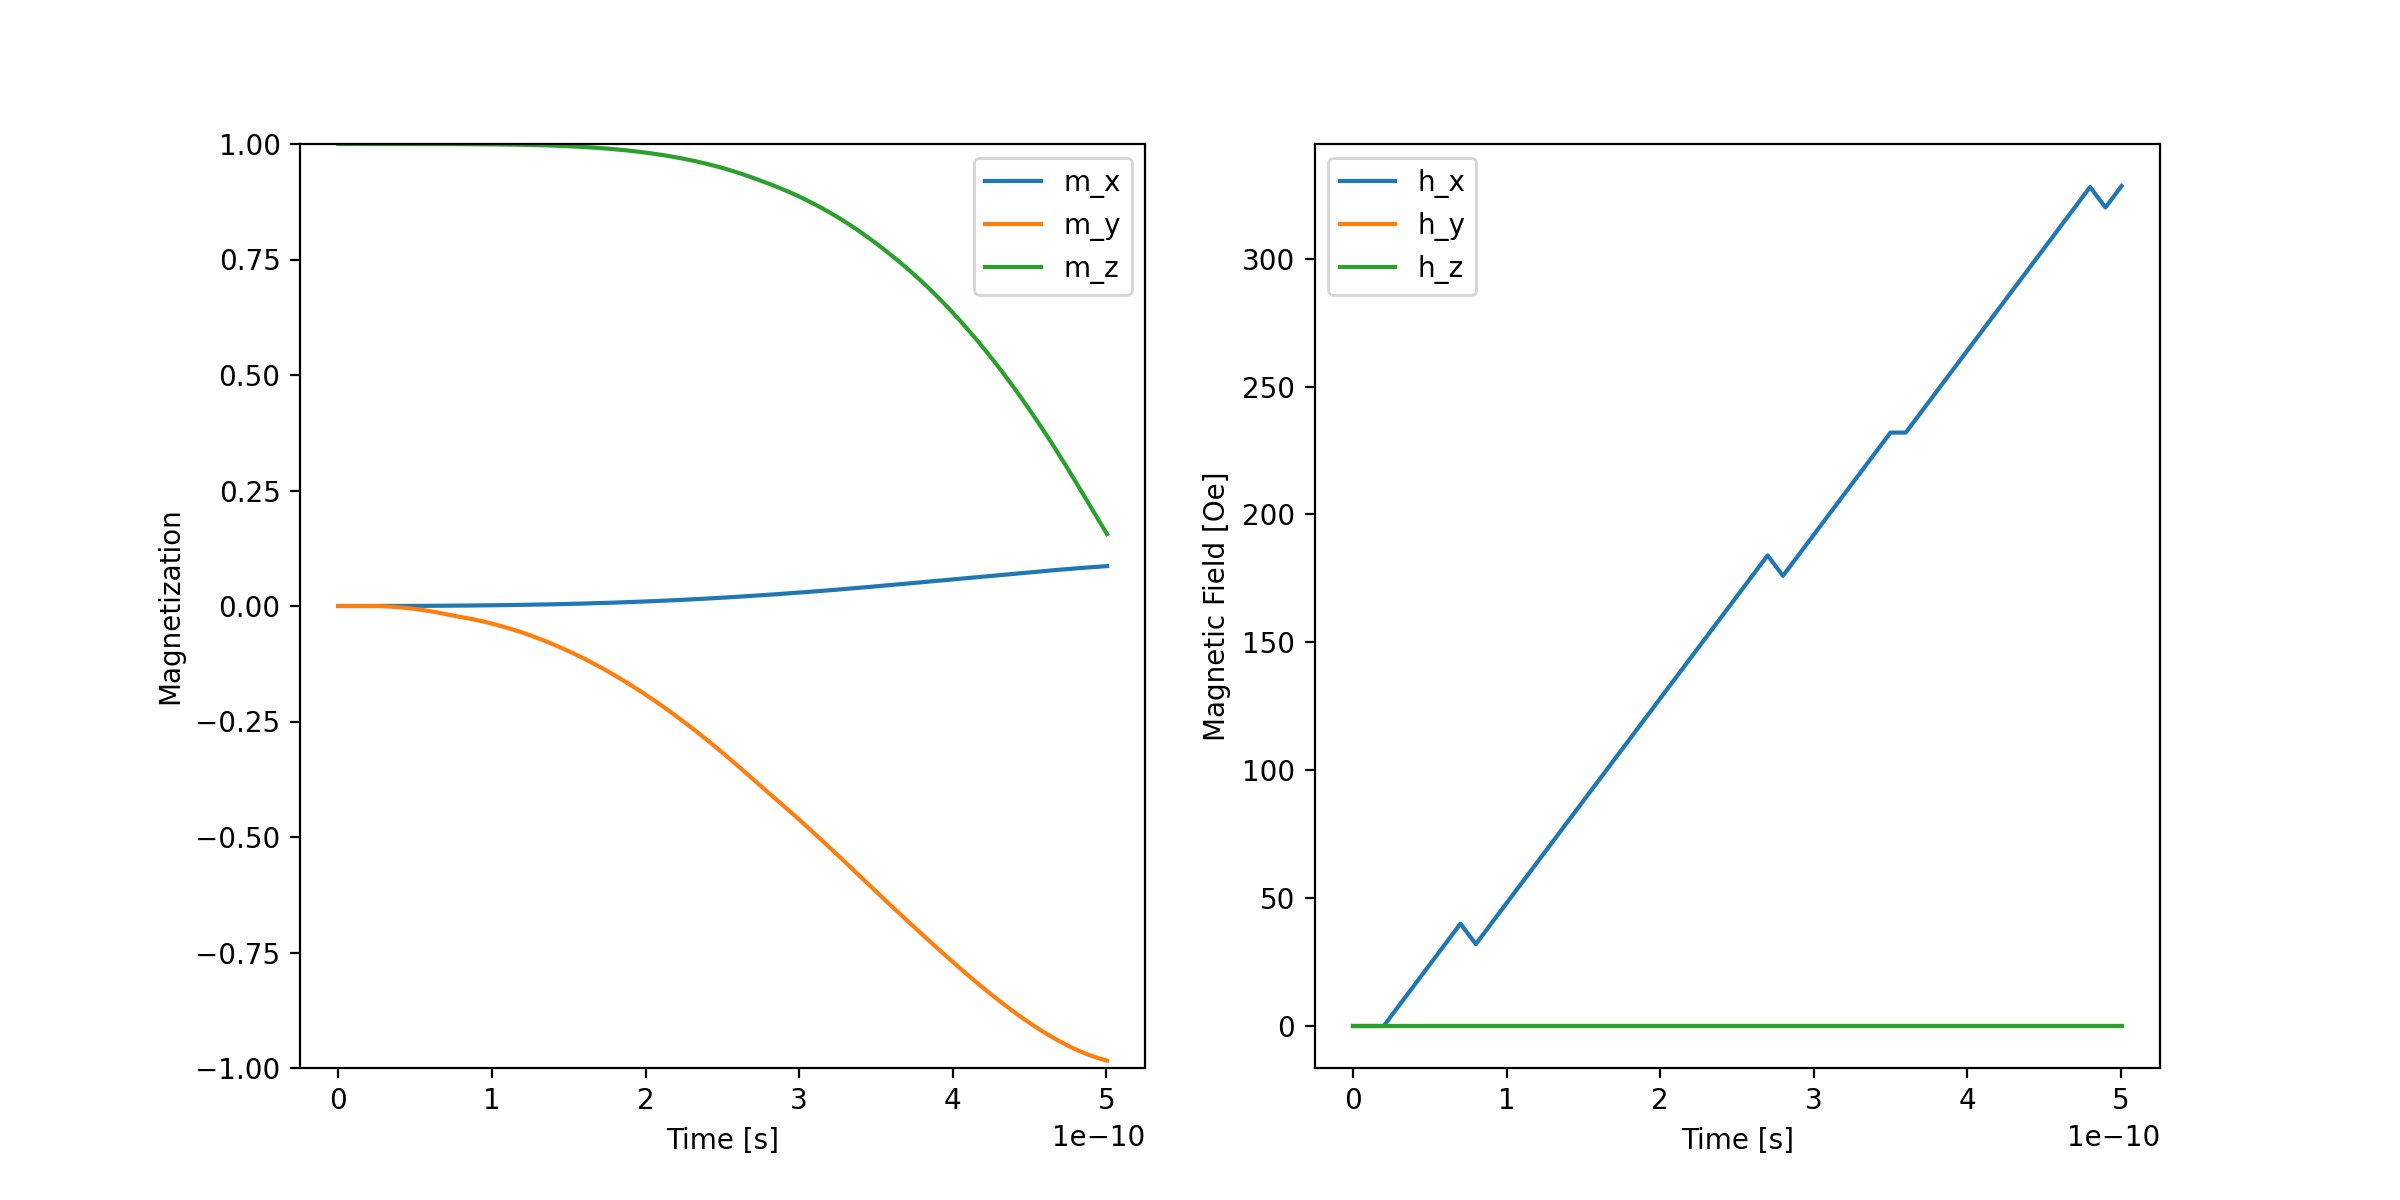 1.00
0.75
0.50
0.25
0.00
−0.25
−0.50
−0.75
−1.00
Magnetization
m_x
m_y
m_z
0 1 2 3 4 5
1e−10
Time [s]
300
250
200
150
100
50
0
Magnetic Field [Oe]
h_x
h_y
h_z
0 1 2 3 4 5
1e−10
Time [s]